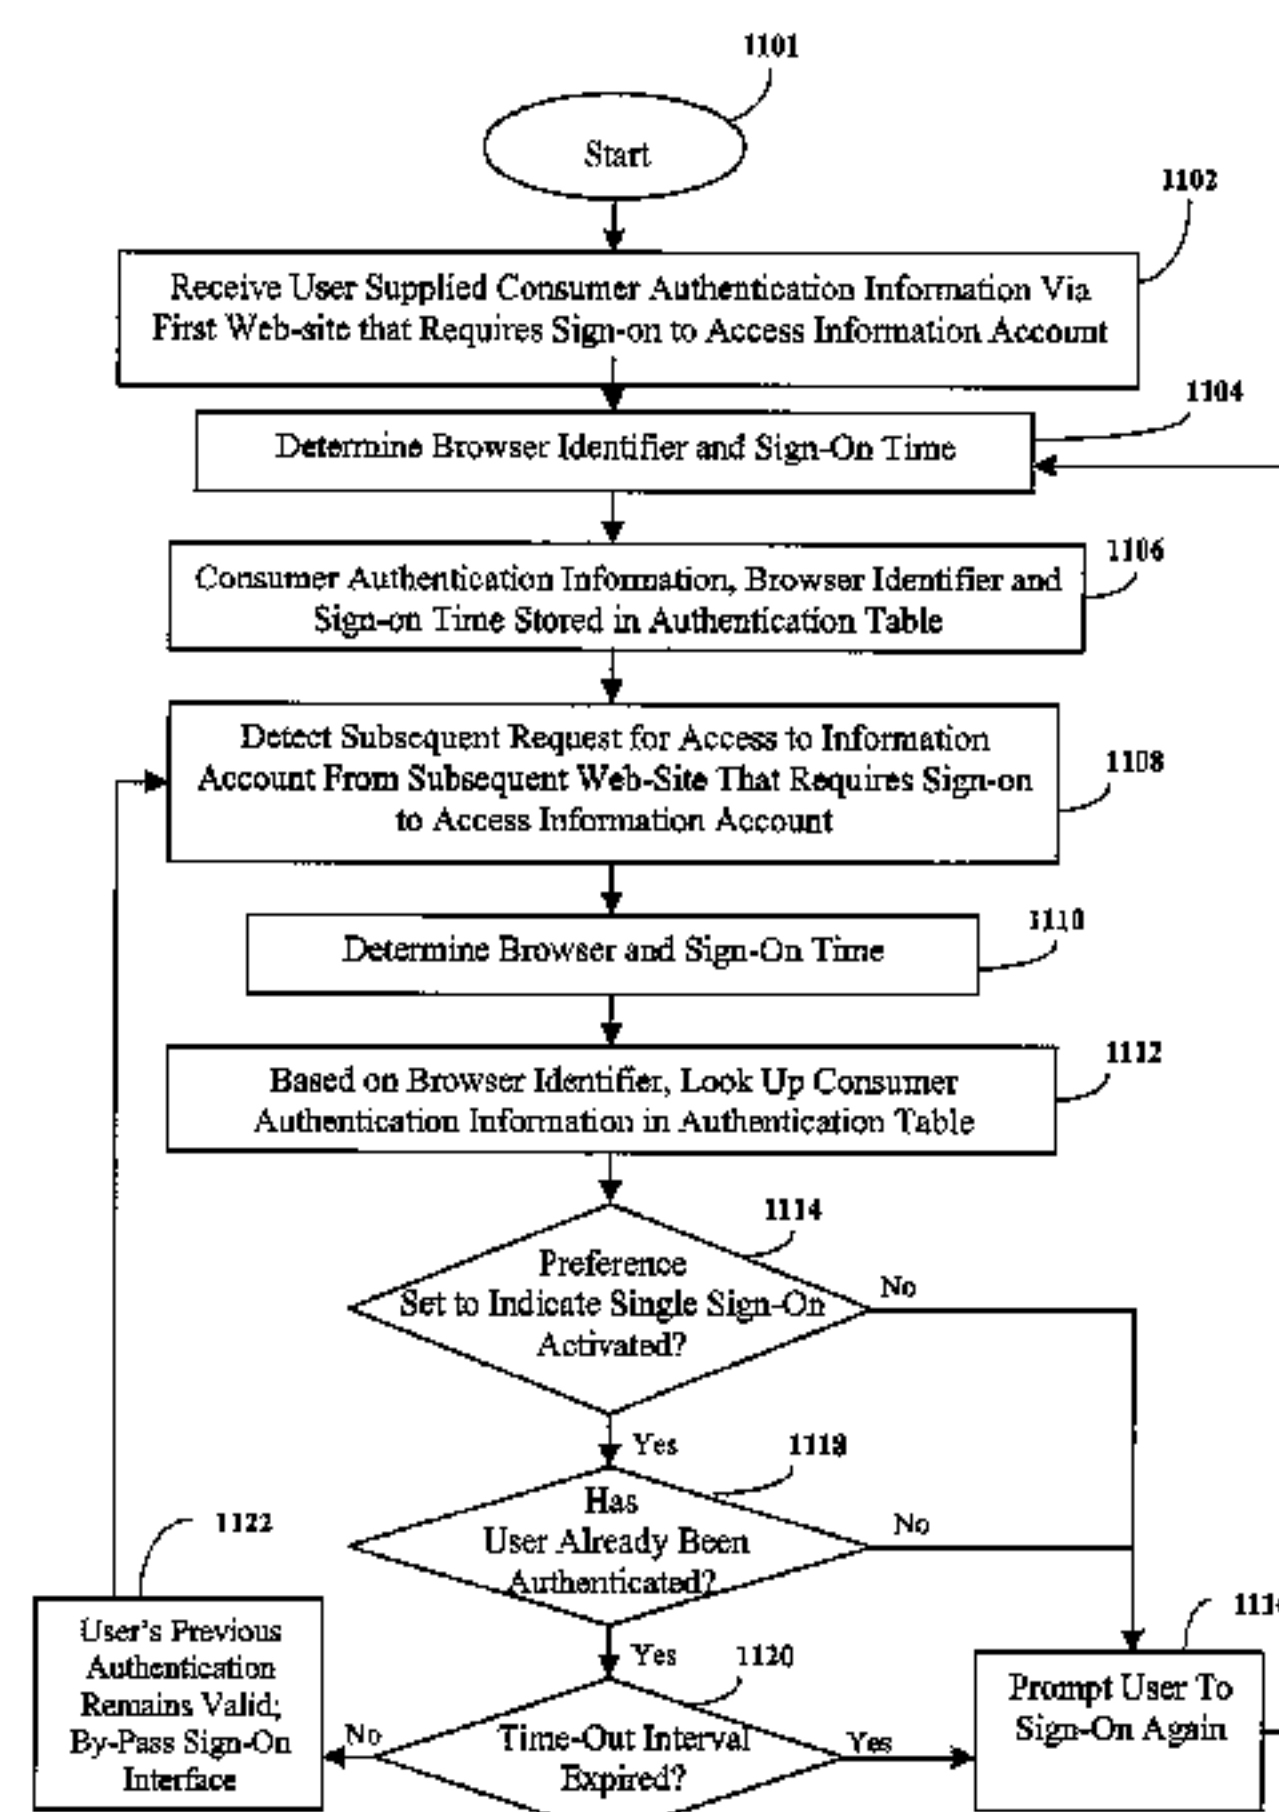 1101
Start
1102
Receive User Supplied Consumer Authentication Information Via
First Web-site that Requires Sign-on to Access Information Account
1104
Determine Browser Identifier and Sign-On Time
1106
Consumer Authentication Information, Browser Identifier and
Sign-on Time Stored in Authentication Table
Detect Subsequent Request for Access to Information
Account From Subsequent Web-Site That Requires Sign-on
to Access Information Account
1108
1110
Determine Browser and Sign-On Time
1112
Based on Browser Identifier, Look Up Consumer
Authentication Information in Authentication Table
1114
Preference
Set to Indicate Single Sign-On
Activated?
No
Yes
1118
Has
User Already Been
Authenticated?
No
1122
User's Previous
Authentication
Remains Valid;
By-Pass Sign-On
Interface
Yes
1120
Time-Out Interval
Expired?
No
Yes
Prompt User To
Sign-On Again